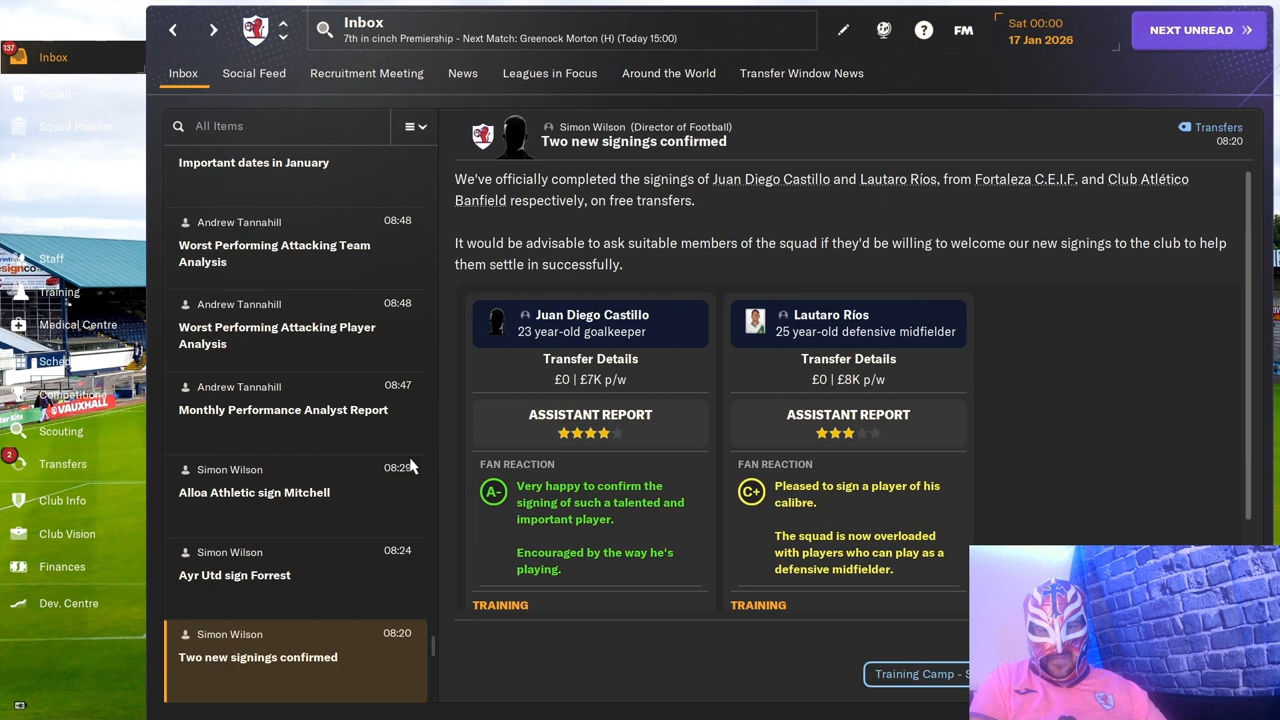 137
Inbox
Squad
Squad Planner
Staff
Training
Medical Centre
Sched
Competitions
Scouting
2
Transfers
Club Info
Club Vision
Finances
Dev. Centre
VAUXHALL
Inbox
7th in cinch Premiership - Next Match: Greenock Morton (H) (Today 15:00)
?
FM
Sat 00:00
17 Jan 2026
NEXT UNREAD
Inbox
Social Feed
Recruitment Meeting
News
Leagues in Focus
Around the World
Transfer Window News
All Items
Important dates in January
Andrew Tannahill 08:48
Worst Performing Attacking Team
Analysis
Andrew Tannahill 08:48
Worst Performing Attacking Player
Analysis
Andrew Tannahill 08:47
Monthly Performance Analyst Report
Simon Wilson 08:29
Alloa Athletic sign Mitchell
Simon Wilson 08:24
Ayr Utd sign Forrest
Simon Wilson 08:20
Two new signings confirmed
Simon Wilson (Director of Football)
Two new signings confirmed
Transfers
08:20
We've officially completed the signings of Juan Diego Castillo and Lautaro Ríos, from Fortaleza C.E.I.F. and Club Atlético
Banfield respectively, on free transfers.
It would be advisable to ask suitable members of the squad if they'd be willing to welcome our new signings to the club to help
them settle in successfully.
Juan Diego Castillo
23 year-old goalkeeper
Transfer Details
£0 | £7K p/w
ASSISTANT REPORT
FAN REACTION
A-
Very happy to confirm the
signing of such a talented and
important player.
Encouraged by the way he's
playing.
TRAINING
Lautaro Ríos
25 year-old defensive midfielder
Transfer Details
£0 | £8K p/w
ASSISTANT REPORT
FAN REACTION
C+
Pleased to sign a player of his
calibre.
The squad is now overloaded
with players who can play as a
defensive midfielder.
TRAINING
Training Camp - S